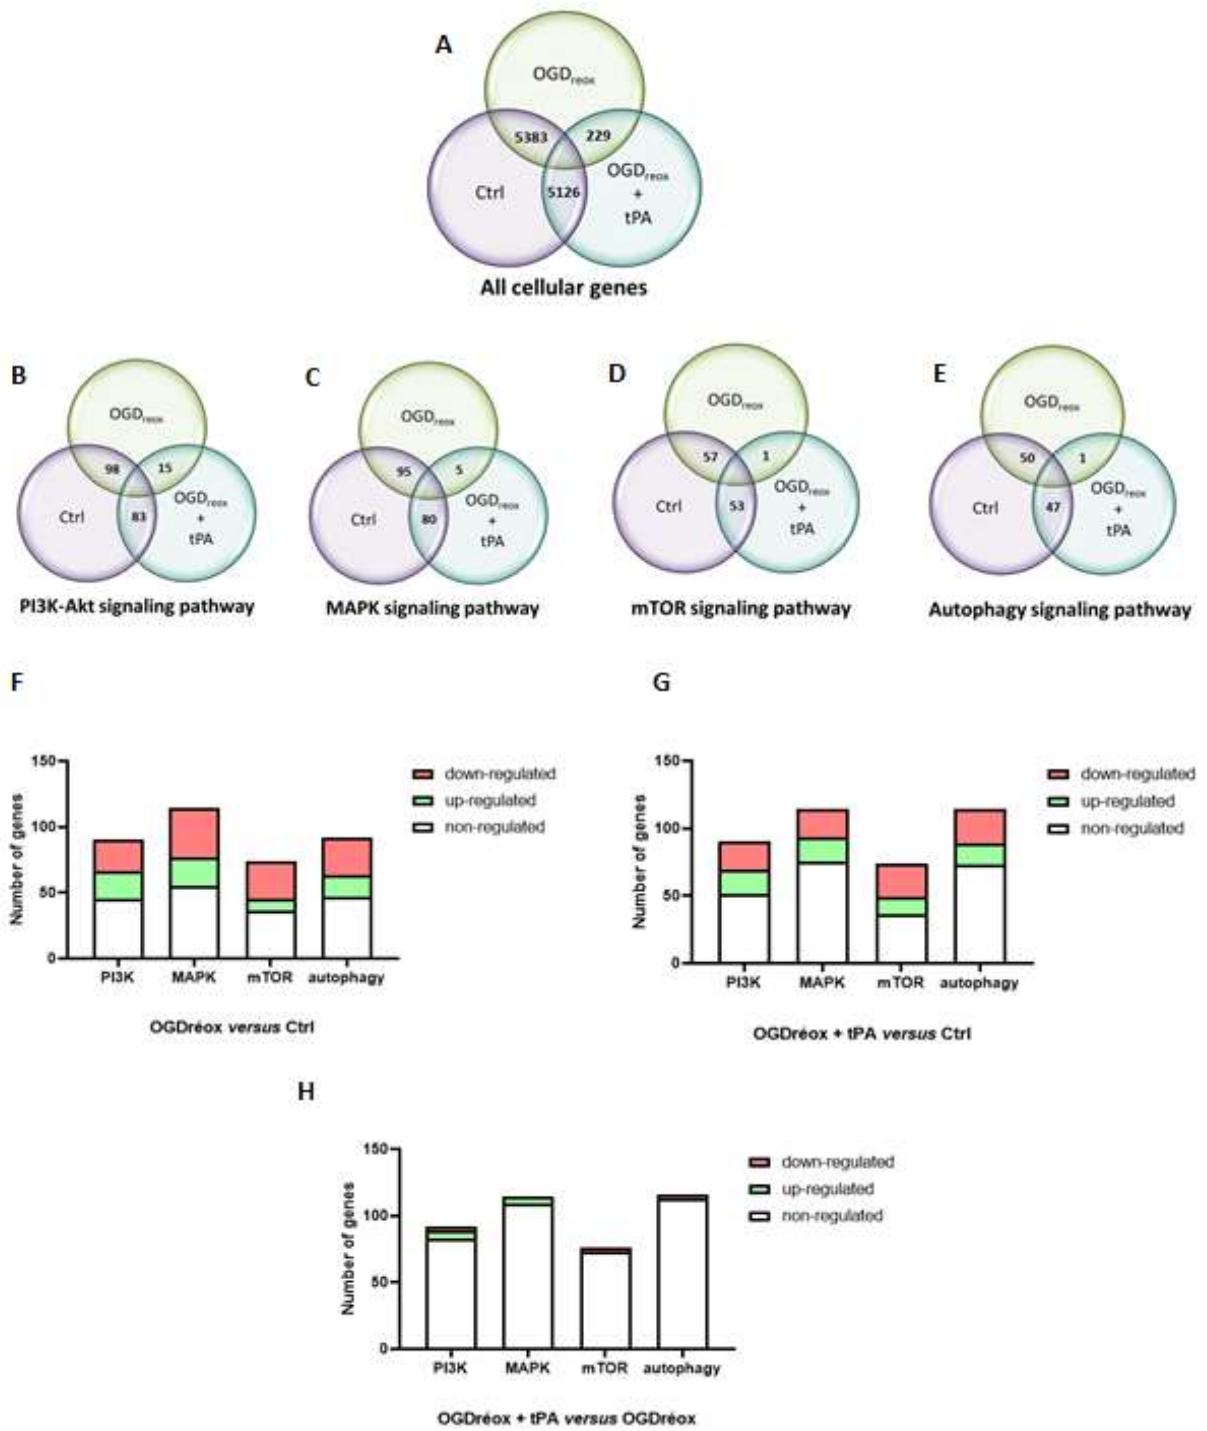 A
OGDreox
5383
229
Ctrl
5126
OGDreox
+
tPA
All cellular genes
B
OGDreox
98
15
Ctrl
83
OGDreox
+
tPA
PI3K-Akt signaling pathway
C
OGDreox
95
5
Ctrl
80
OGDreox
+
tPA
MAPK signaling pathway
D
OGDreox
57
1
Ctrl
53
OGDreox
+
tPA
mTOR signaling pathway
E
OGDreox
50
1
Ctrl
47
OGDreox
+
tPA
Autophagy signaling pathway
F
Number of genes
150
100
50
0
PI3K MAPK mTOR autophagy
down-regulated
up-regulated
non-regulated
OGDréox versus Ctrl
G
Number of genes
150
100
50
0
PI3K MAPK mTOR autophagy
down-regulated
up-regulated
non-regulated
OGDréox + tPA versus Ctrl
H
Number of genes
150
100
50
0
PI3K MAPK mTOR autophagy
down-regulated
up-regulated
non-regulated
OGDréox + tPA versus OGDréox